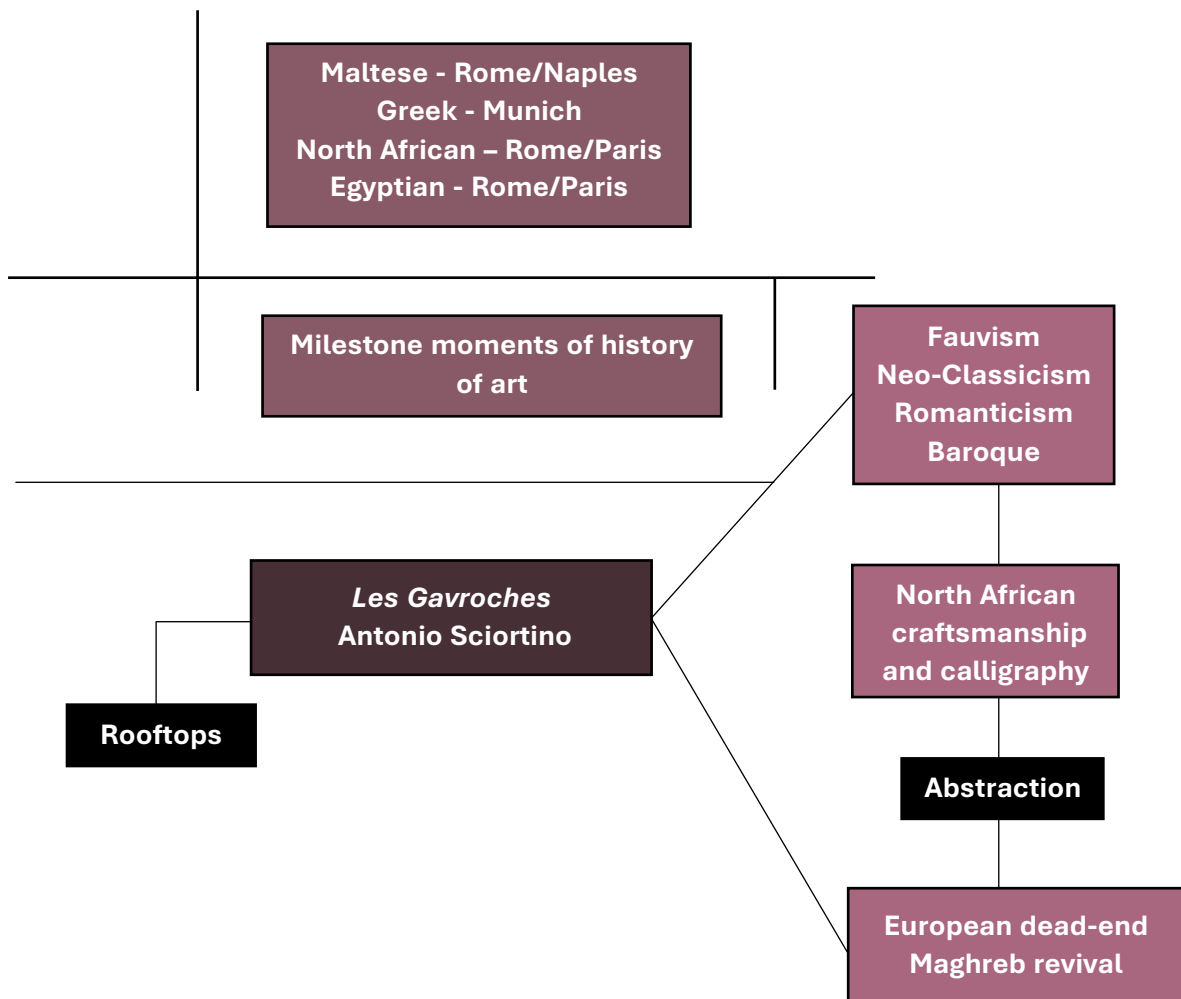 Maltese - Rome/Naples
Greek - Munich
North African – Rome/Paris
Egyptian - Rome/Paris
Milestone moments of history
of art
Fauvism
Neo-Classicism
Romanticism
Baroque
Les Gavroches
Antonio Sciortino
North African
craftsmanship
and calligraphy
Rooftops
Abstraction
European dead-end
Maghreb revival